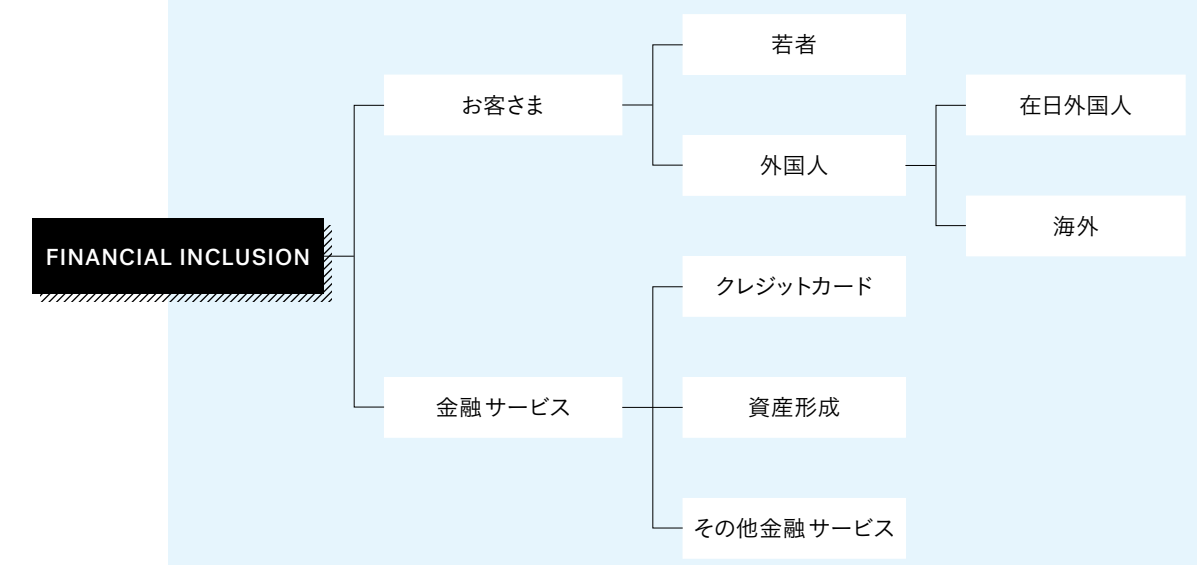 FINANCIAL INCLUSION
お客さま
若者
外国人
在日外国人
海外
金融サービス
クレジットカード
資産形成
その他金融サービス